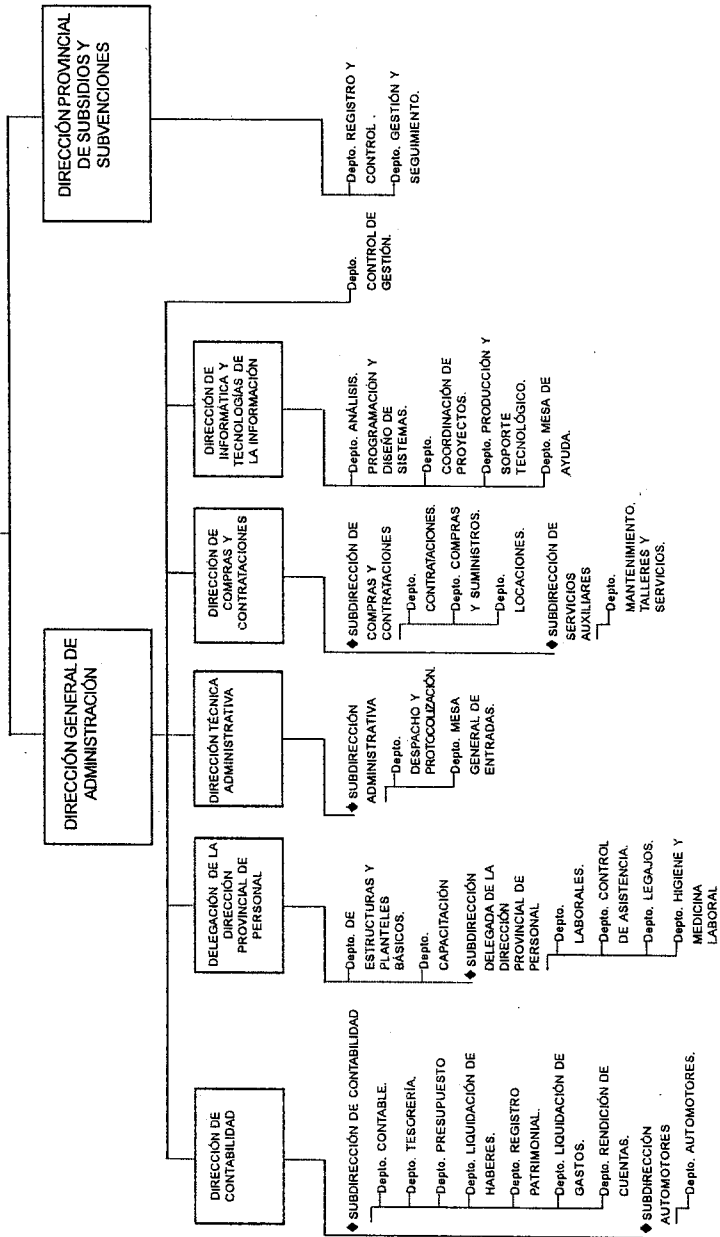 DIRECCIÓN GENERAL DE
ADMINISTRACIÓN
DIRECCIÓN PROVINCIAL
DE SUBSIDIOS Y
SUBVENCIONES
DIRECCIÓN DE
CONTABILIDAD
◆ SUBDIRECCIÓN DE CONTABILIDAD
Depto. CONTABLE.
Depto. TESORERÍA.
Depto. PRESUPUESTO
Depto. LIQUIDACIÓN DE
HABERES.
Depto. REGISTRO
PATRIMONIAL.
Depto. LIQUIDACIÓN DE
GASTOS.
Depto. RENDICIÓN DE
CUENTAS.
◆ SUBDIRECCIÓN
AUTOMOTORES
Depto. AUTOMOTORES.
DELEGACIÓN DE LA
DIRECCIÓN
PROVINCIAL DE
PERSONAL
Depto. DE
ESTRUCTURAS Y
PLANTELES
BÁSICOS.
Depto.
CAPACITACIÓN
◆ SUBDIRECCIÓN
DELEGADA DE LA
DIRECCIÓN
PROVINCIAL DE
PERSONAL
Depto.
LABORALES.
Depto. CONTROL
DE ASISTENCIA.
Depto. LEGAJOS.
Depto. HIGIENE Y
MEDICINA
LABORAL
DIRECCIÓN TÉCNICA
ADMINISTRATIVA
◆ SUBDIRECCIÓN
ADMINISTRATIVA
Depto.
DESPACHO Y
PROTOCOLIZACIÓN.
Depto. MESA
GENERAL DE
ENTRADAS.
DIRECCIÓN DE
COMPRAS Y
CONTRATACIONES
◆ SUBDIRECCIÓN DE
COMPRAS Y
CONTRATACIONES
Depto.
CONTRATACIONES.
Depto. COMPRAS
Y SUMINISTROS.
Depto.
LOCACIONES.
◆ SUBDIRECCIÓN DE
SERVICIOS
AUXILIARES
Depto.
MANTENIMIENTO,
TALLERES Y
SERVICIOS.
DIRECCIÓN DE
INFORMÁTICA Y
TECNOLOGÍAS DE
LA INFORMACIÓN
Depto. ANÁLISIS.
PROGRAMACIÓN Y
DISEÑO DE
SISTEMAS.
Depto.
COORDINACIÓN DE
PROYECTOS.
Depto. PRODUCCIÓN Y
SOPORTE
TECNOLÓGICO.
Depto. MESA DE
AYUDA.
Depto.
CONTROL DE
GESTIÓN.
Depto. REGISTRO Y
CONTROL .
Depto. GESTIÓN Y
SEGUIMIENTO.